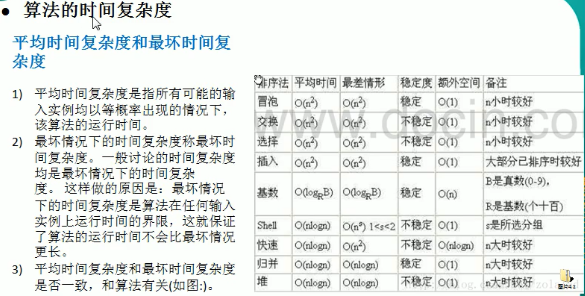 算法的时间复杂度
平均时间复杂度和最坏时间复
杂度
1) 平均时间复杂度是指所有可能的输
入实例均以等概率出现的情况下，
该算法的运行时间。
2) 最坏情况下的时间复杂度称最坏时
间复杂度。一般讨论的时间复杂度
均是最坏情况下的时间复杂
度。 这样做的原因是：最坏情况
下的时间复杂度是算法在任何输入
实例上运行时间的界限，这就保证
了算法的运行时间不会比最坏情况
更长。
3) 平均时间复杂度和最坏时间复杂度
是否一致，和算法有关(如图:)。
排序法 平均时间 最差情形 稳定度 额外空间 备注
冒泡 O(n²) O(n²) 稳定 O(1) n小时较好
交换 O(n²) O(n²) 不稳定 O(1) n小时较好
选择 O(n²) O(n²) 不稳定 O(1) n小时较好
插入 O(n²) O(n²) 稳定 O(1) 大部分已排序时较好
基数 O(logRB) O(logRB) 稳定 O(n) B是真数(0-9)，
R是基数(个十百)
Shell O(nlogn) O(nˢ) 1<s<2 不稳定 O(1) s是所选分组
快速 O(nlogn) O(n²) 不稳定 O(nlogn) n大时较好
归并 O(nlogn) O(nlogn) 稳定 O(1) n大时较好
堆 O(nlogn) O(nlogn) 不稳定 O(1) n大时较好
www.docin.co